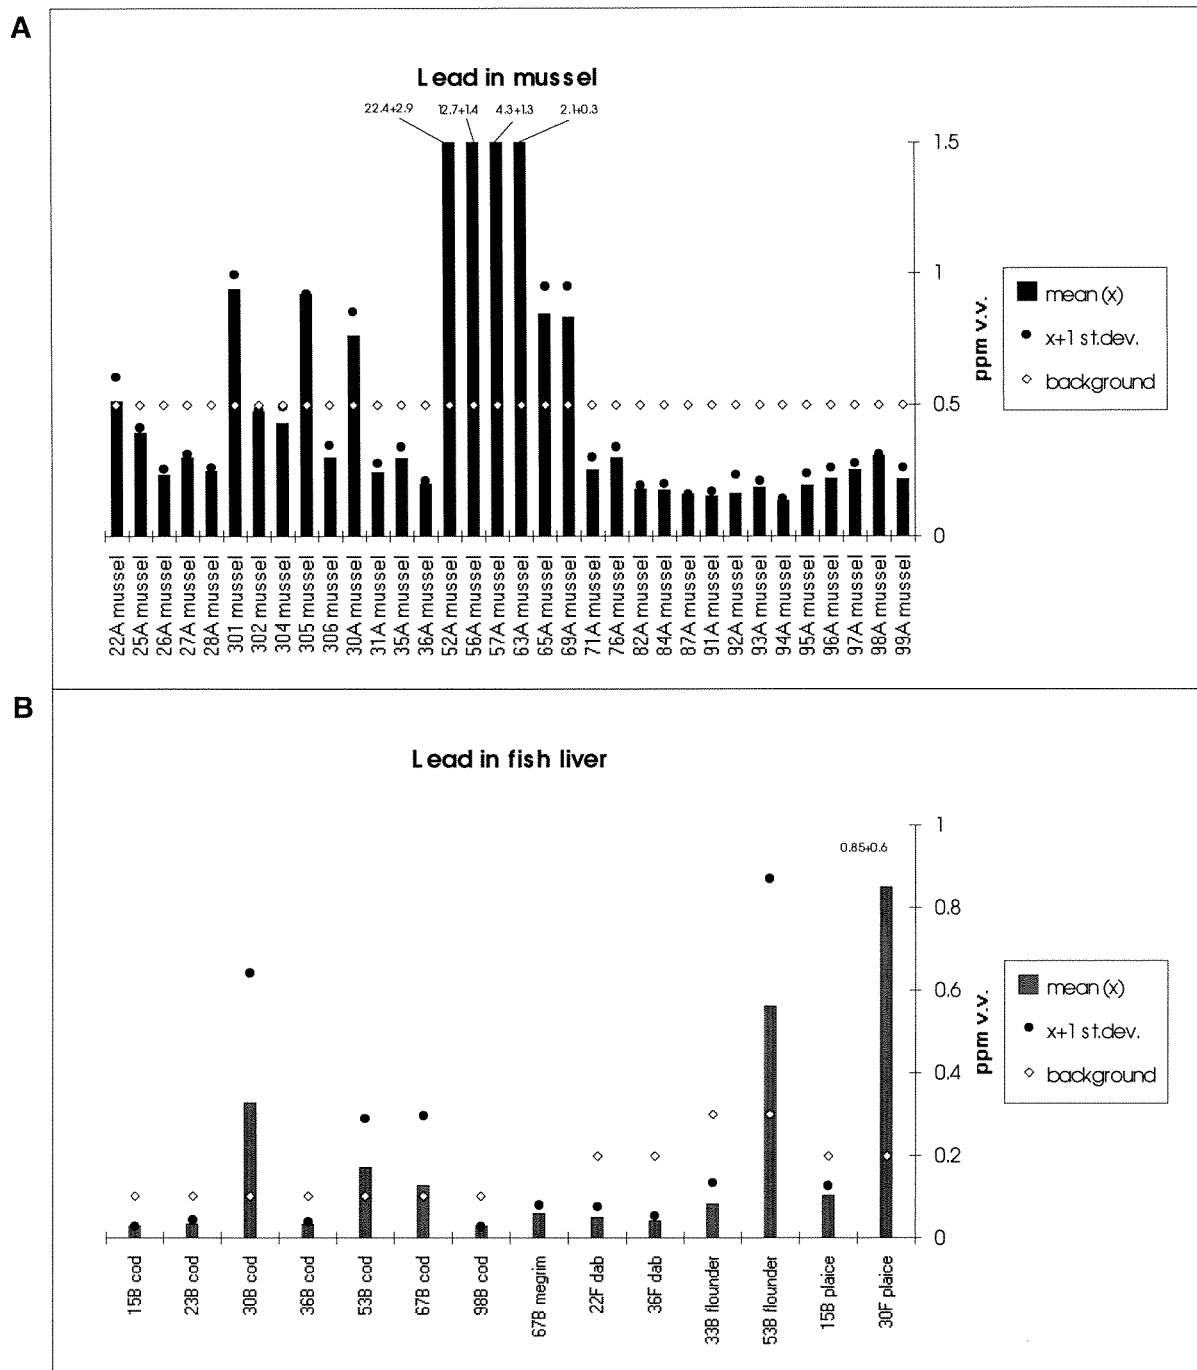 A
Lead in mussel
22.4+2.9 12.7+1.4 4.3+1.3 2.1+0.3
1.5
1
0.5
0
ppm v.v.
mean (x)
x+1 st.dev.
background
22A mussel
25A mussel
26A mussel
27A mussel
28A mussel
301 mussel
302 mussel
304 mussel
305 mussel
306 mussel
30A mussel
31A mussel
35A mussel
36A mussel
52A mussel
56A mussel
57A mussel
63A mussel
65A mussel
69A mussel
71A mussel
76A mussel
82A mussel
84A mussel
87A mussel
91A mussel
92A mussel
93A mussel
94A mussel
95A mussel
96A mussel
97A mussel
98A mussel
99A mussel
B
Lead in fish liver
0.85+0.6
1
0.8
0.6
0.4
0.2
0
ppm v.v.
mean (x)
x+1 st.dev.
background
15B cod
23B cod
30B cod
36B cod
53B cod
67B cod
98B cod
67B megrim
22F dab
36F dab
33B flounder
53B flounder
15B plaice
30F plaice